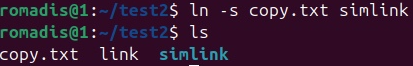 romadis@1:~/test2$ ln -s copy.txt simlink
romadis@1:~/test2$ ls
copy.txt  link  simlink